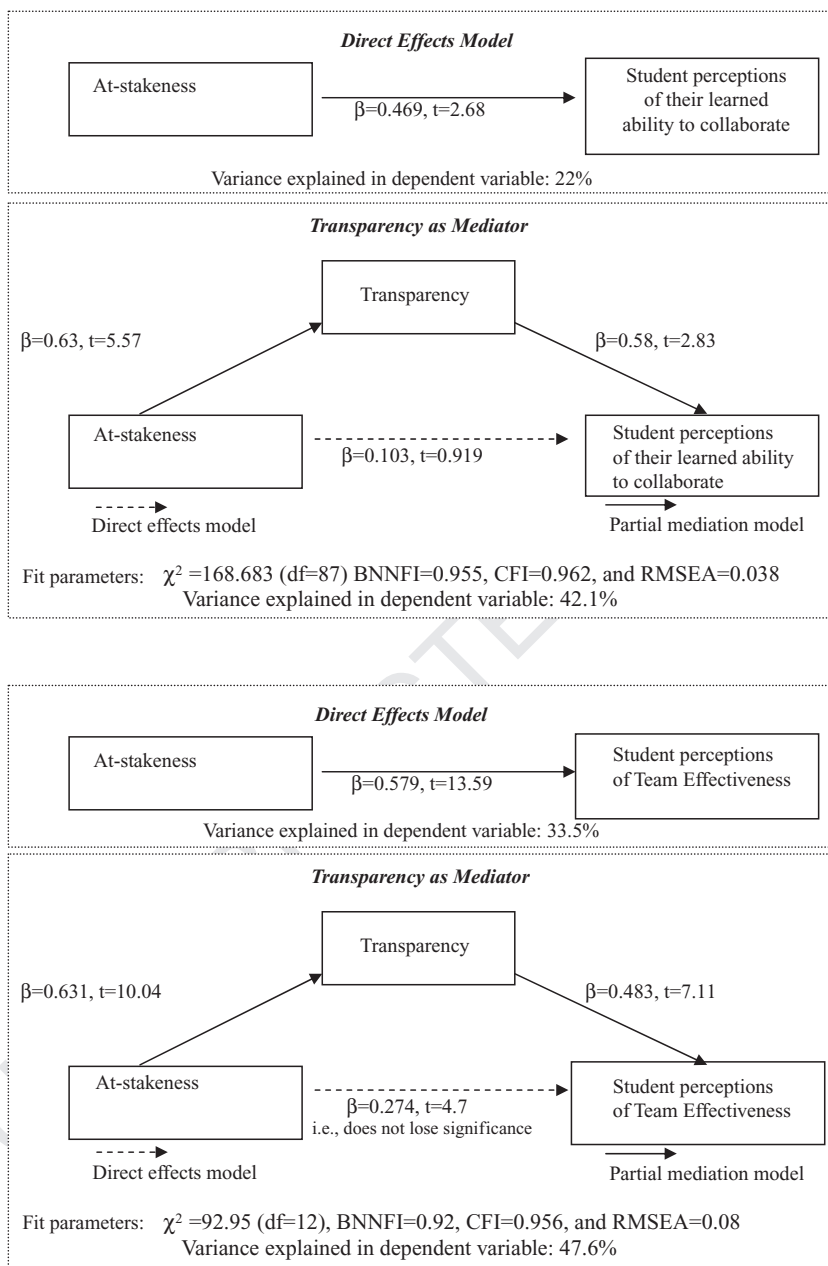 Direct Effects Model
At-stakeness
β=0.469, t=2.68
Student perceptions
of their learned
ability to collaborate
Variance explained in dependent variable: 22%
Transparency as Mediator
Transparency
β=0.63, t=5.57
β=0.58, t=2.83
At-stakeness
β=0.103, t=0.919
Student perceptions
of their learned ability
to collaborate
Direct effects model
Partial mediation model
Fit parameters: χ² =168.683 (df=87) BNNFI=0.955, CFI=0.962, and RMSEA=0.038
Variance explained in dependent variable: 42.1%
Direct Effects Model
At-stakeness
β=0.579, t=13.59
Student perceptions
of Team Effectiveness
Variance explained in dependent variable: 33.5%
Transparency as Mediator
Transparency
β=0.631, t=10.04
β=0.483, t=7.11
At-stakeness
β=0.274, t=4.7
i.e., does not lose significance
Student perceptions
of Team Effectiveness
Direct effects model
Partial mediation model
Fit parameters: χ² =92.95 (df=12), BNNFI=0.92, CFI=0.956, and RMSEA=0.08
Variance explained in dependent variable: 47.6%